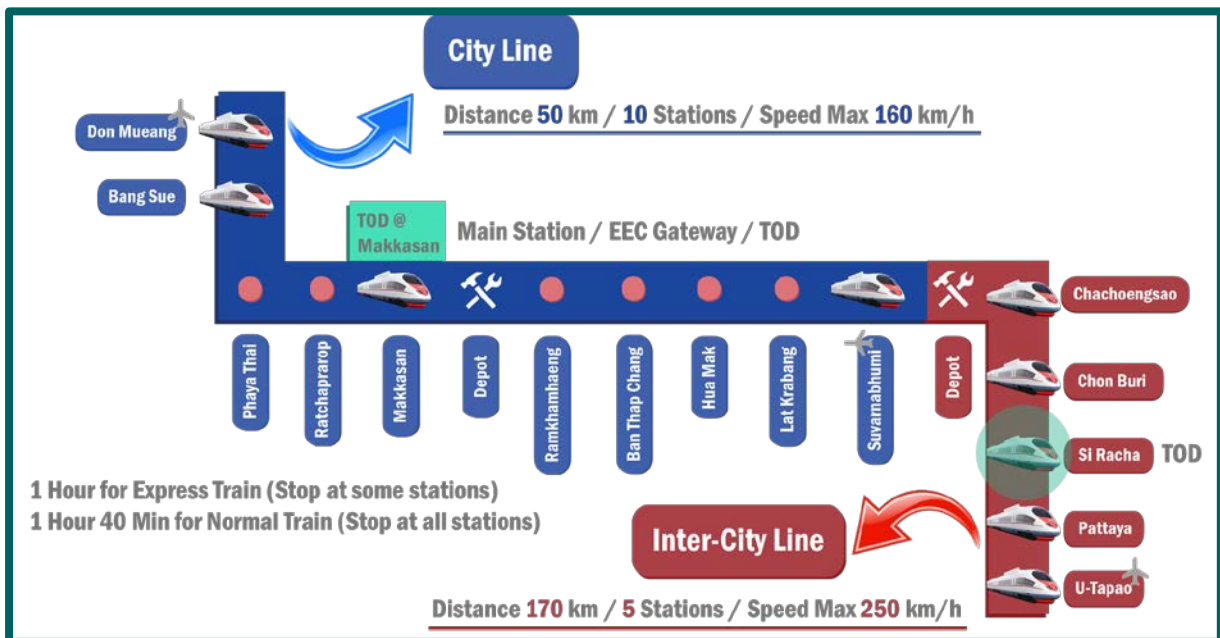 City Line
Distance 50 km / 10 Stations / Speed Max 160 km/h
Don Mueang
Bang Sue
TOD @
Makkasan
Main Station / EEC Gateway / TOD
Phaya Thai
Ratchaprarop
Makkasan
Depot
Ramkhamhaeng
Ban Thap Chang
Hua Mak
Lat Krabang
Suvarnabhumi
Depot
Chachoengsao
Chon Buri
Si Racha TOD
Pattaya
U-Tapao
1 Hour for Express Train (Stop at some stations)
1 Hour 40 Min for Normal Train (Stop at all stations)
Inter-City Line
Distance 170 km / 5 Stations / Speed Max 250 km/h